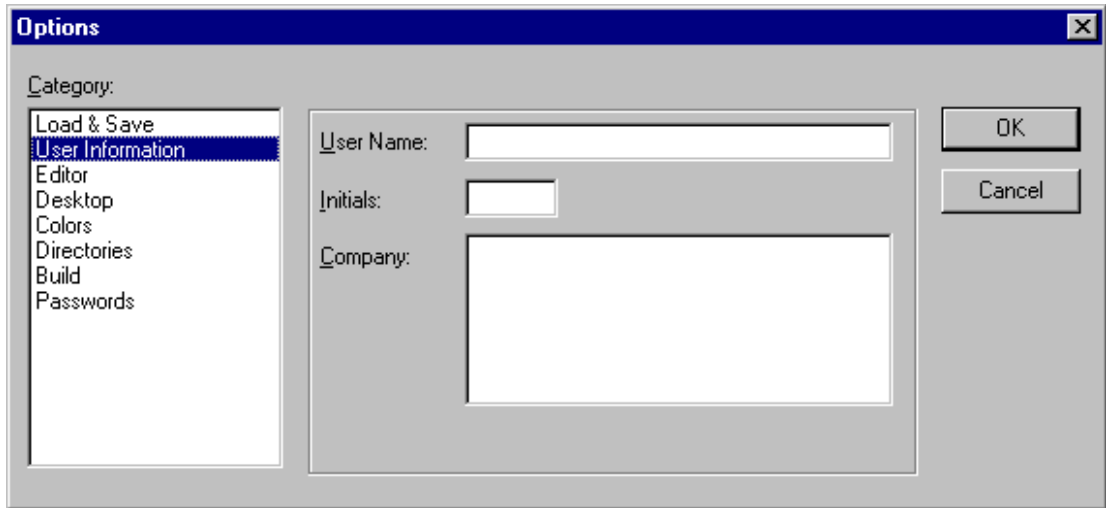 Options
Category:
Load & Save
User Information
Editor
Desktop
Colors
Directories
Build
Passwords
User Name:
Initials:
Company:
OK
Cancel